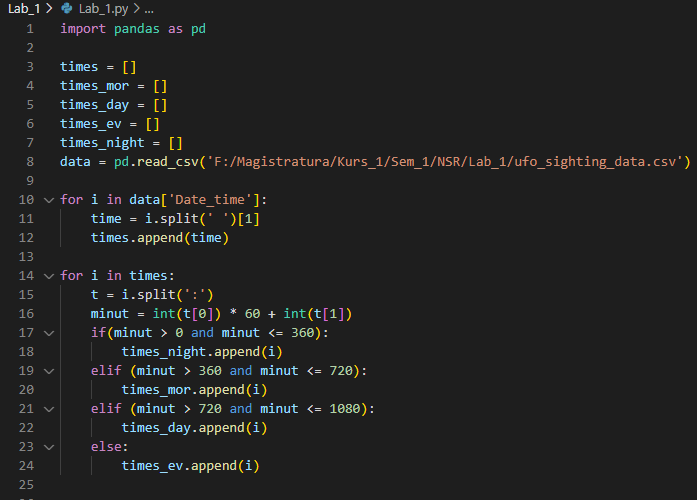 Lab_1 > Lab_1.py > ...
1 import pandas as pd
2
3 times = []
4 times_mor = []
5 times_day = []
6 times_ev = []
7 times_night = []
8 data = pd.read_csv('F:/Magistratura/Kurs_1/Sem_1/NSR/Lab_1/ufo_sighting_data.csv')
9
10 for i in data['Date_time']:
11     time = i.split(' ')[1]
12     times.append(time)
13
14 for i in times:
15     t = i.split(':')
16     minut = int(t[0]) * 60 + int(t[1])
17     if(minut > 0 and minut <= 360):
18         times_night.append(i)
19     elif (minut > 360 and minut <= 720):
20         times_mor.append(i)
21     elif (minut > 720 and minut <= 1080):
22         times_day.append(i)
23     else:
24         times_ev.append(i)
25